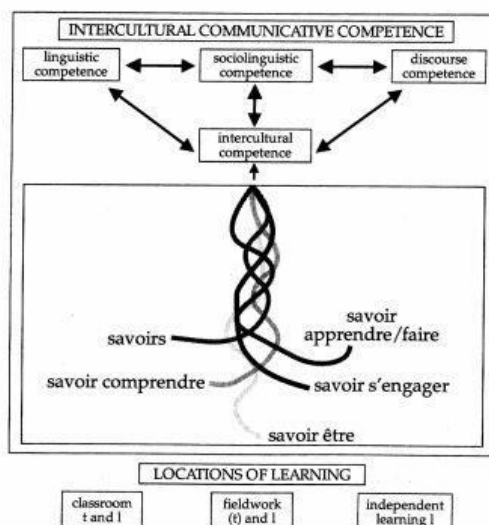 INTERCULTURAL COMMUNICATIVE COMPETENCE
linguistic
competence
sociolinguistic
competence
discourse
competence
intercultural
competence
savoirs
savoir
apprendre/faire
savoir comprendre
savoir s'engager
savoir être
LOCATIONS OF LEARNING
classroom
t and l
fieldwork
(t) and l
independent
learning l